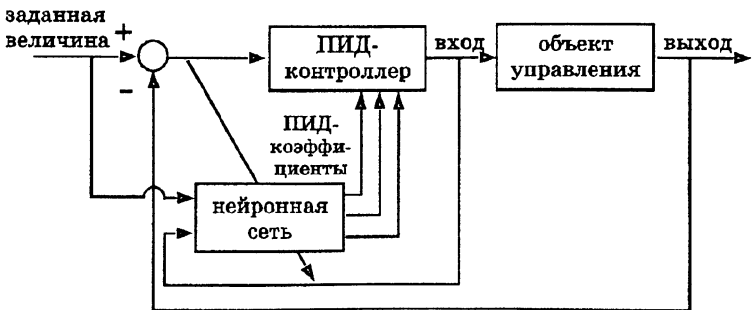 заданная
величина
+
−
ПИД-
контроллер
вход
объект
управления
выход
ПИД-
коэффи-
циенты
нейронная
сеть